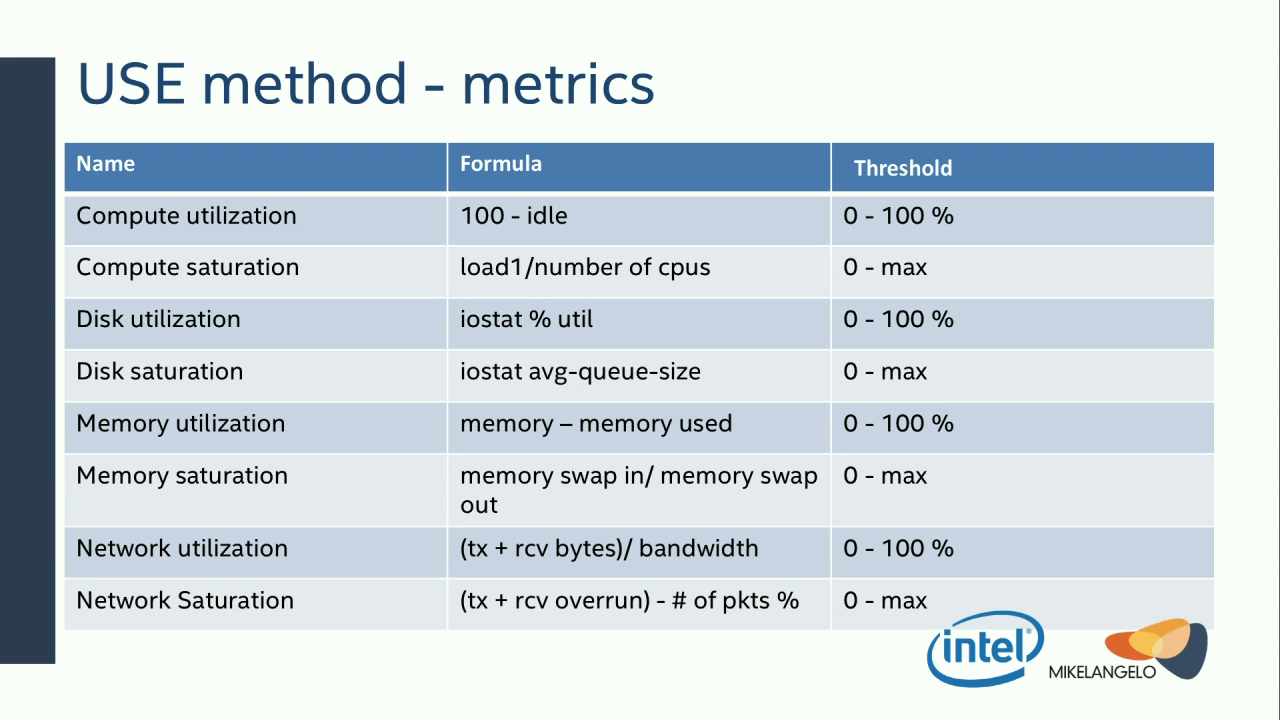 USE method - metrics
Name Formula Threshold
Compute utilization 100 - idle 0 - 100 %
Compute saturation load1/number of cpus 0 - max
Disk utilization iostat % util 0 - 100 %
Disk saturation iostat avg-queue-size 0 - max
Memory utilization memory – memory used 0 - 100 %
Memory saturation memory swap in/ memory swap 0 - max
out
Network utilization (tx + rcv bytes)/ bandwidth 0 - 100 %
Network Saturation (tx + rcv overrun) - # of pkts % 0 - max
intel®
MIKELANGELO